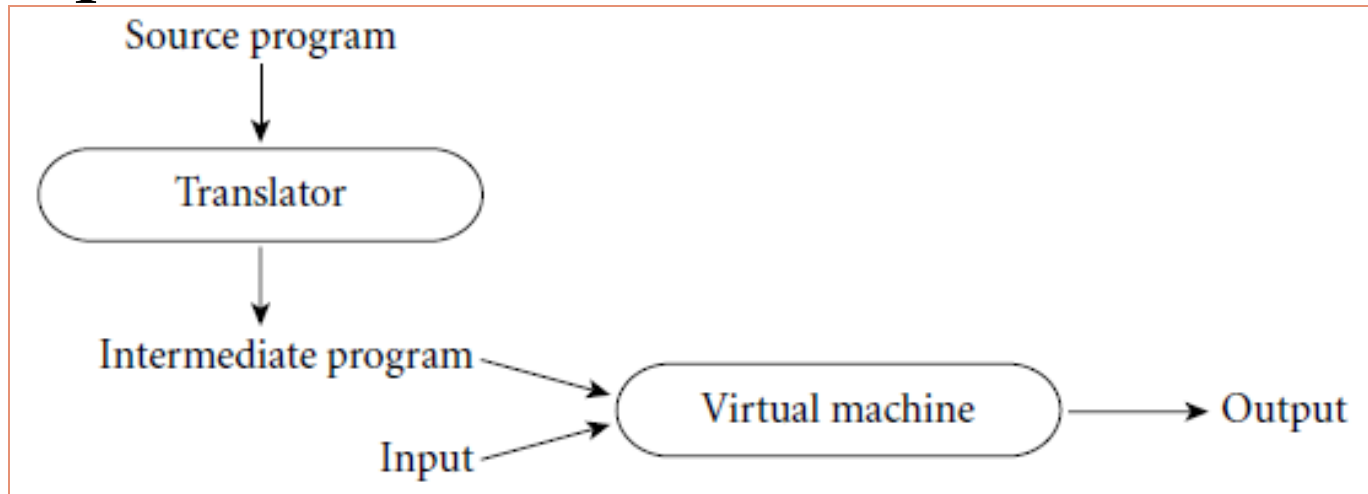 Source program
Translator
Intermediate program
Virtual machine
Output
Input